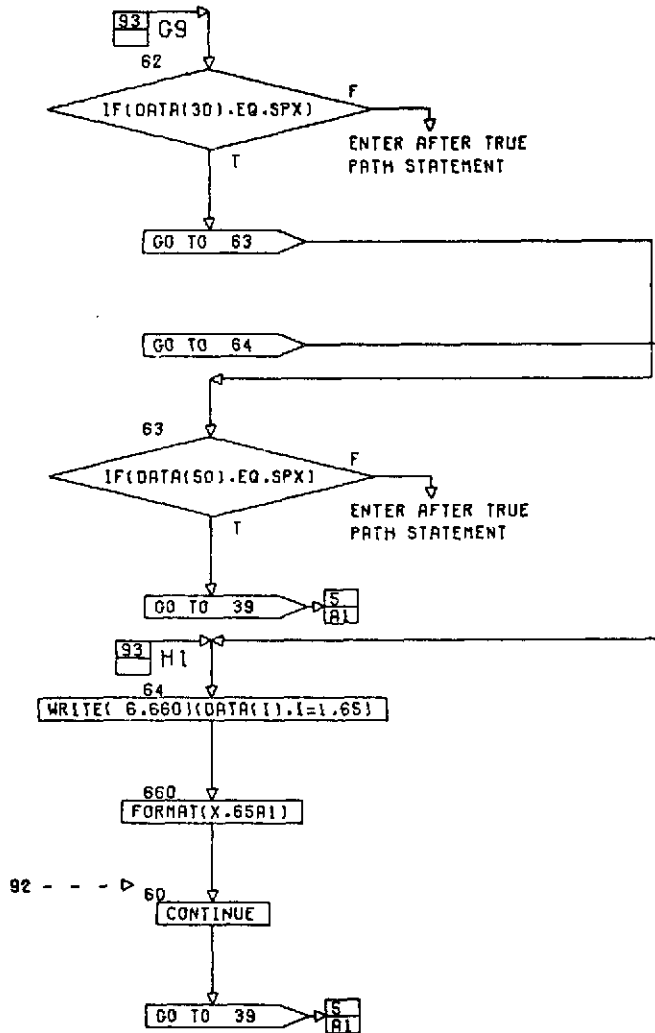 93 G9
62
IF(DATA(30).EQ.SPX)
F
ENTER AFTER TRUE
PATH STATEMENT
T
GO TO 63
GO TO 64
63
IF(DATA(50).EQ.SPX)
F
ENTER AFTER TRUE
PATH STATEMENT
T
GO TO 39
5
A1
93 H1
64
WRITE( 6.660)(DATA(I).I=1.65)
660
FORMAT(X.65A1)
92 - - -
60
CONTINUE
GO TO 39
5
A1